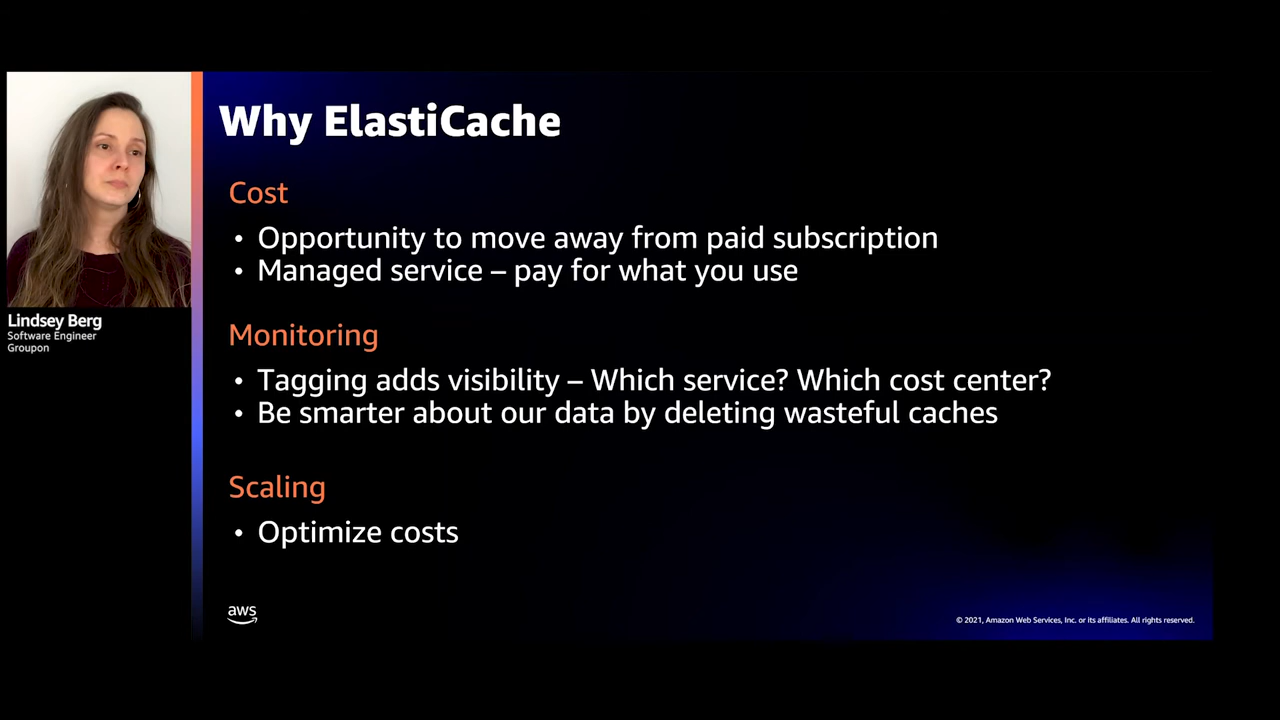 Why ElastiCache
Cost
• Opportunity to move away from paid subscription
• Managed service – pay for what you use
Monitoring
• Tagging adds visibility – Which service? Which cost center?
• Be smarter about our data by deleting wasteful caches
Scaling
• Optimize costs
Lindsey Berg
Software Engineer
Groupon
aws
© 2021, Amazon Web Services, Inc. or its affiliates. All rights reserved.